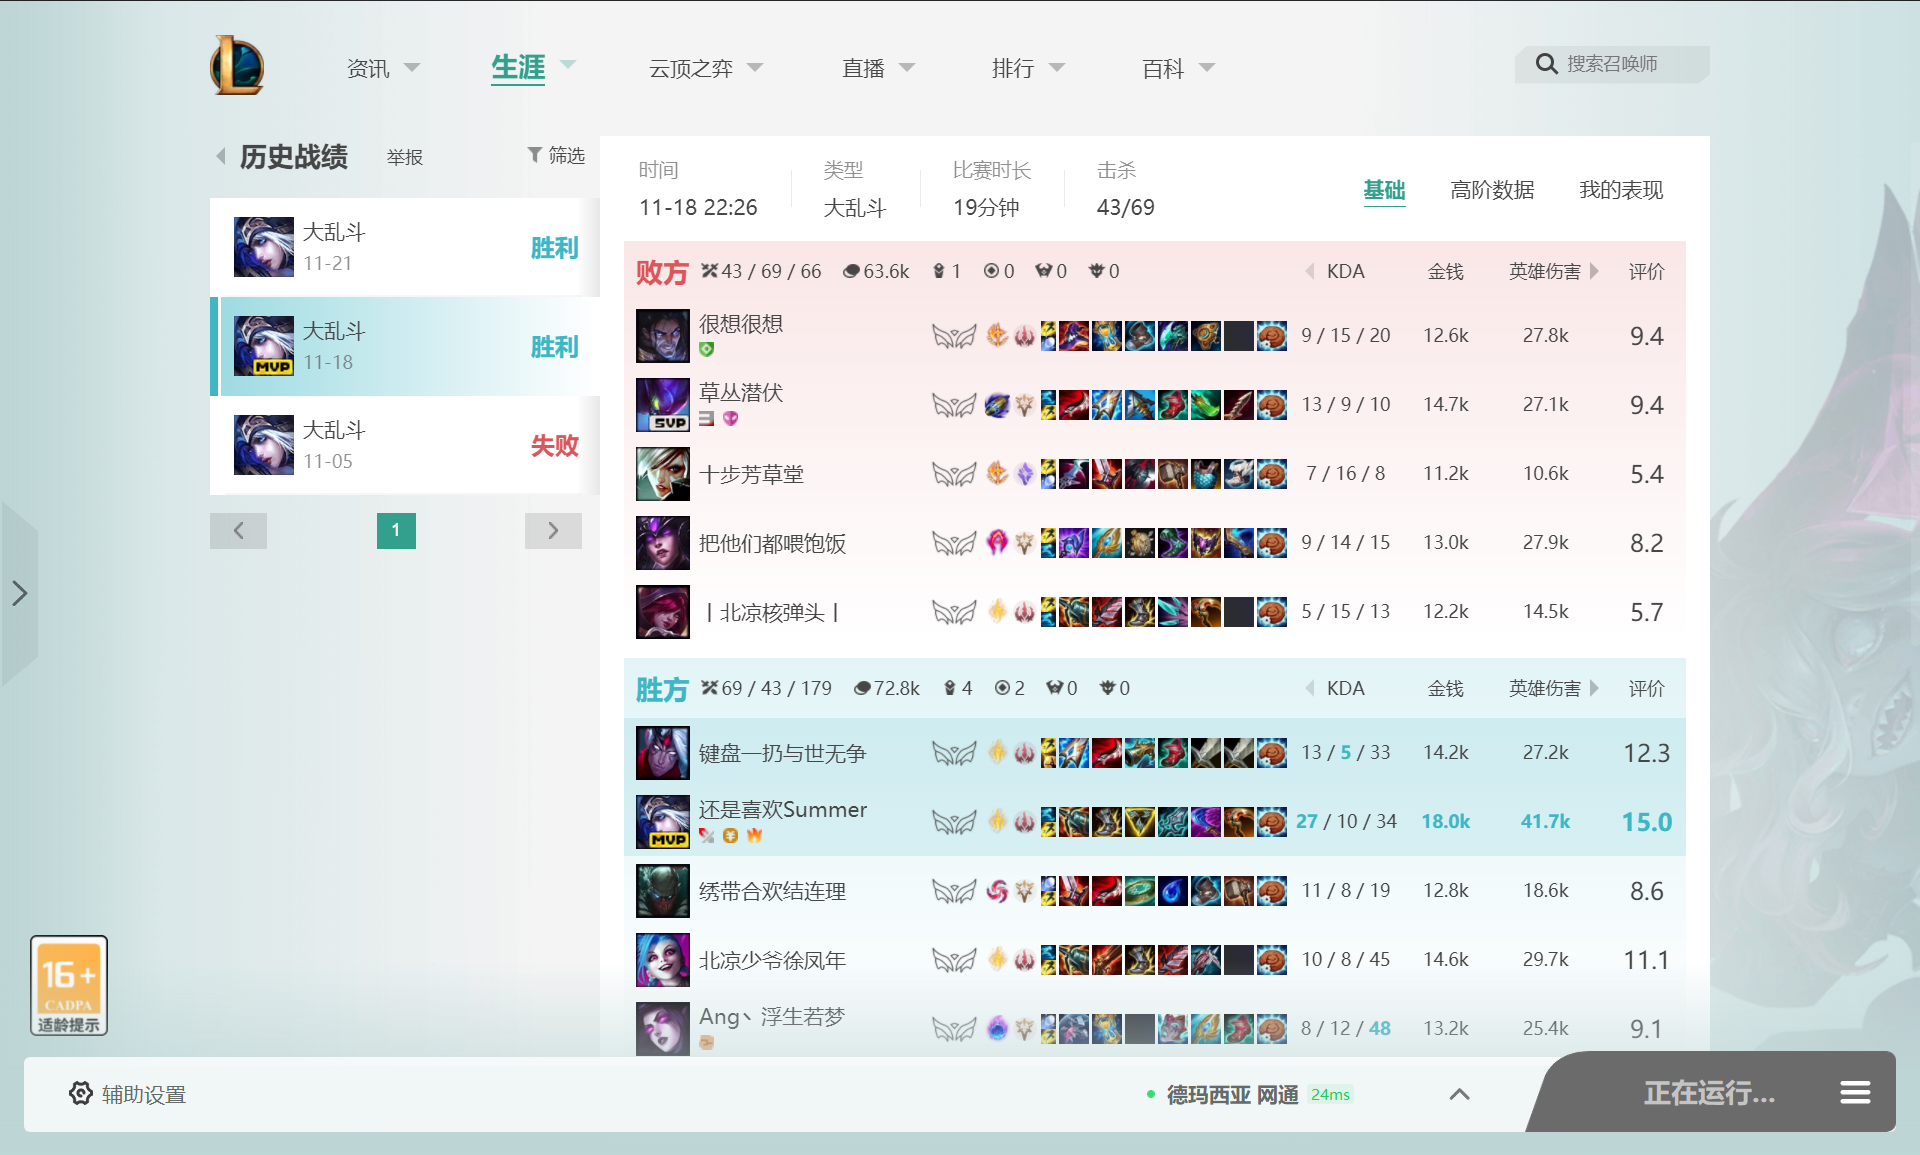 资讯 生涯 云顶之弈 直播 排行 百科 搜索召唤师
历史战绩 举报 筛选
大乱斗
11-21
胜利
大乱斗
11-18
胜利
MVP
大乱斗
11-05
失败
1
时间 类型 比赛时长 击杀
11-18 22:26 大乱斗 19分钟 43/69
基础 高阶数据 我的表现
败方 43 / 69 / 66 63.6k 1 0 0 0 KDA 金钱 英雄伤害 评价
很想很想 9 / 15 / 20 12.6k 27.8k 9.4
草丛潜伏 13 / 9 / 10 14.7k 27.1k 9.4
SVP
十步芳草堂 7 / 16 / 8 11.2k 10.6k 5.4
把他们都喂饱饭 9 / 14 / 15 13.0k 27.9k 8.2
丨北凉核弹头丨 5 / 15 / 13 12.2k 14.5k 5.7
胜方 69 / 43 / 179 72.8k 4 2 0 0 KDA 金钱 英雄伤害 评价
键盘一扔与世无争 13 / 5 / 33 14.2k 27.2k 12.3
还是喜欢Summer 27 / 10 / 34 18.0k 41.7k 15.0
MVP
绣带合欢结连理 11 / 8 / 19 12.8k 18.6k 8.6
北凉少爷徐凤年 10 / 8 / 45 14.6k 29.7k 11.1
Ang丶浮生若梦 8 / 12 / 48 13.2k 25.4k 9.1
16+
CADPA
适龄提示
辅助设置 德玛西亚 网通 24ms 正在运行...